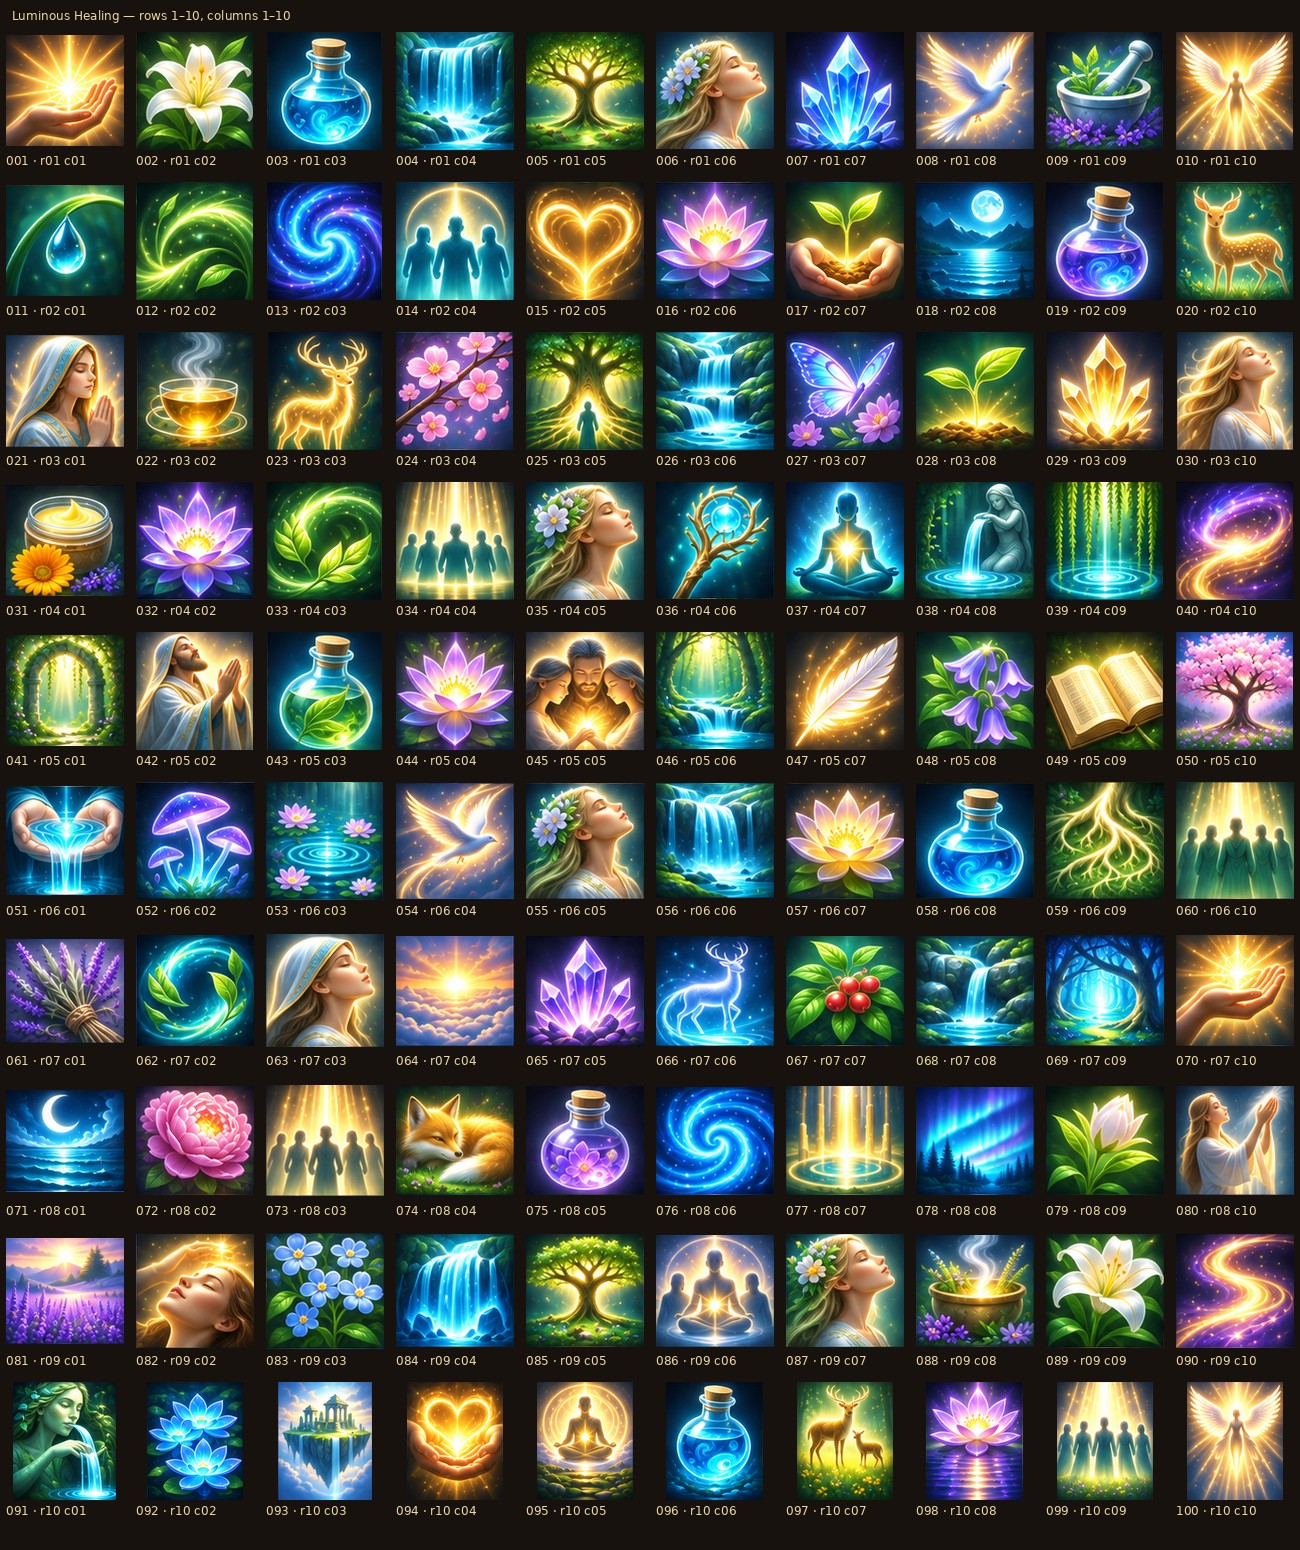 Luminous Healing — rows 1–10, columns 1–10
001 · r01 c01 002 · r01 c02 003 · r01 c03 004 · r01 c04 005 · r01 c05 006 · r01 c06 007 · r01 c07 008 · r01 c08 009 · r01 c09 010 · r01 c10
011 · r02 c01 012 · r02 c02 013 · r02 c03 014 · r02 c04 015 · r02 c05 016 · r02 c06 017 · r02 c07 018 · r02 c08 019 · r02 c09 020 · r02 c10
021 · r03 c01 022 · r03 c02 023 · r03 c03 024 · r03 c04 025 · r03 c05 026 · r03 c06 027 · r03 c07 028 · r03 c08 029 · r03 c09 030 · r03 c10
031 · r04 c01 032 · r04 c02 033 · r04 c03 034 · r04 c04 035 · r04 c05 036 · r04 c06 037 · r04 c07 038 · r04 c08 039 · r04 c09 040 · r04 c10
041 · r05 c01 042 · r05 c02 043 · r05 c03 044 · r05 c04 045 · r05 c05 046 · r05 c06 047 · r05 c07 048 · r05 c08 049 · r05 c09 050 · r05 c10
051 · r06 c01 052 · r06 c02 053 · r06 c03 054 · r06 c04 055 · r06 c05 056 · r06 c06 057 · r06 c07 058 · r06 c08 059 · r06 c09 060 · r06 c10
061 · r07 c01 062 · r07 c02 063 · r07 c03 064 · r07 c04 065 · r07 c05 066 · r07 c06 067 · r07 c07 068 · r07 c08 069 · r07 c09 070 · r07 c10
071 · r08 c01 072 · r08 c02 073 · r08 c03 074 · r08 c04 075 · r08 c05 076 · r08 c06 077 · r08 c07 078 · r08 c08 079 · r08 c09 080 · r08 c10
081 · r09 c01 082 · r09 c02 083 · r09 c03 084 · r09 c04 085 · r09 c05 086 · r09 c06 087 · r09 c07 088 · r09 c08 089 · r09 c09 090 · r09 c10
091 · r10 c01 092 · r10 c02 093 · r10 c03 094 · r10 c04 095 · r10 c05 096 · r10 c06 097 · r10 c07 098 · r10 c08 099 · r10 c09 100 · r10 c10